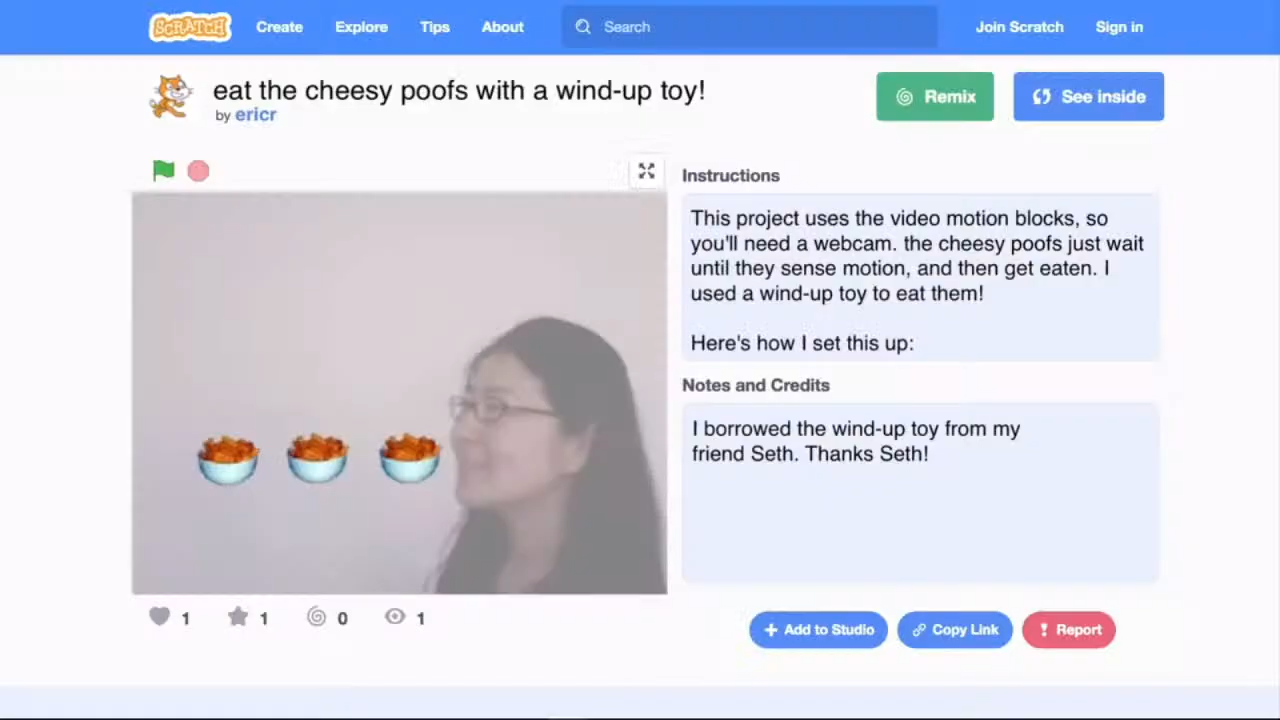 SCRATCH Create Explore Tips About Search Join Scratch Sign in
eat the cheesy poofs with a wind-up toy!
by ericr
Remix See inside
Instructions
This project uses the video motion blocks, so
you'll need a webcam. the cheesy poofs just wait
until they sense motion, and then get eaten. I
used a wind-up toy to eat them!
Here's how I set this up:
Notes and Credits
I borrowed the wind-up toy from my
friend Seth. Thanks Seth!
1 1 0 1
Add to Studio Copy Link Report